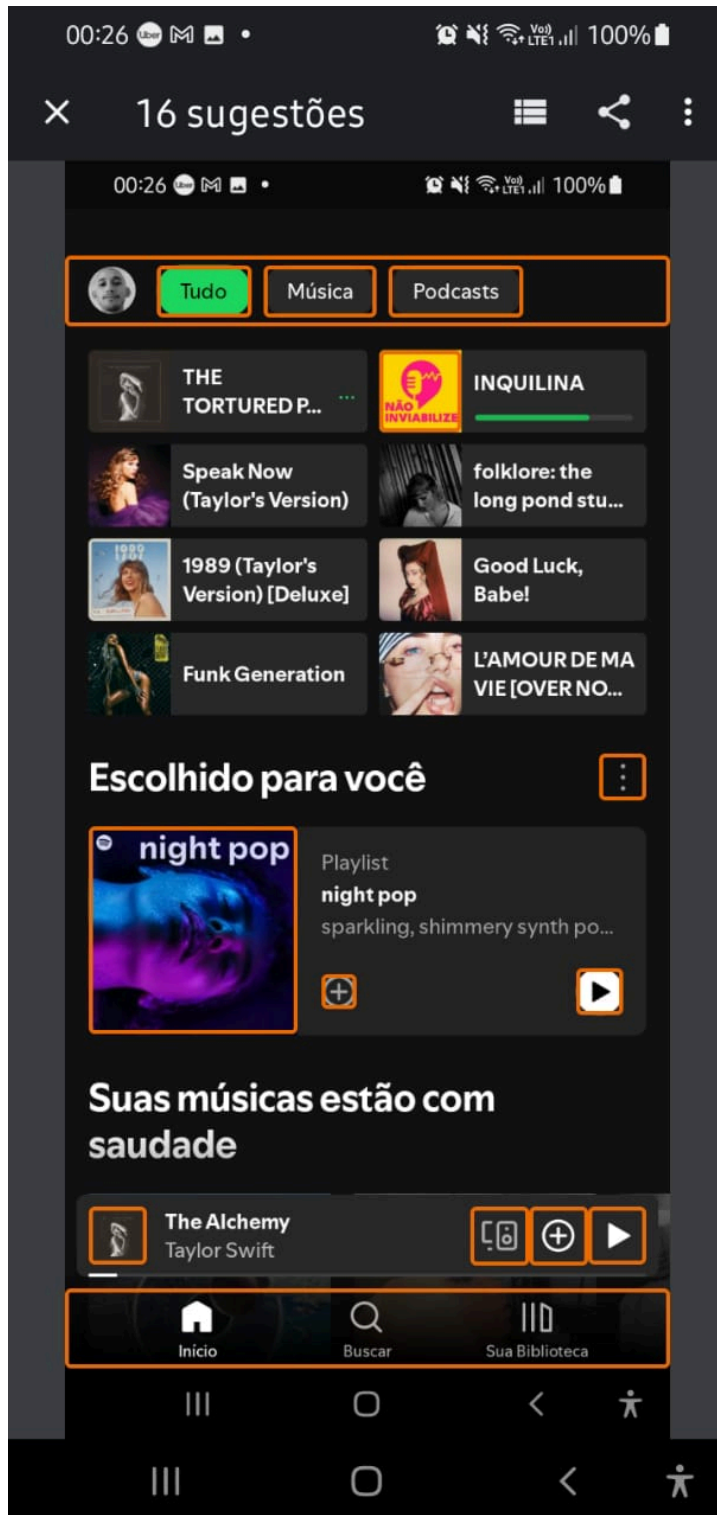 00:26 Uber 100%
16 sugestões
00:26 Uber 100%
Tudo Música Podcasts
THE
TORTURED P... ...
NÃO
INVIABILIZE
INQUILINA
Speak Now
(Taylor's Version)
folklore: the
long pond stu...
1989
1989 (Taylor's
Version) [Deluxe]
Good Luck,
Babe!
Funk Generation
L'AMOUR DE MA
VIE [OVER NO...
Escolhido para você
night pop
Playlist
night pop
sparkling, shimmery synth po...
Suas músicas estão com
saudade
The Alchemy
Taylor Swift
Início Buscar Sua Biblioteca